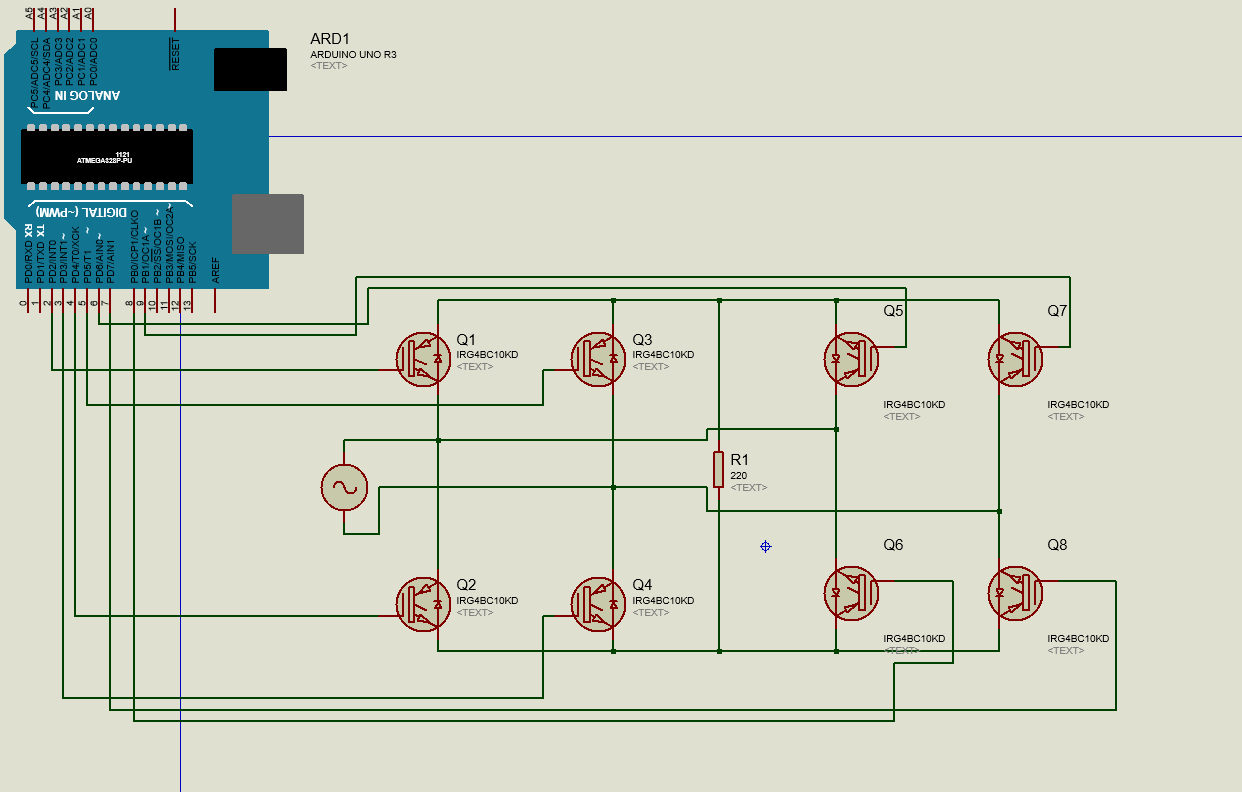 A5
A4
A3
A2
A1
A0
PC5/ADC5/SCL
PC4/ADC4/SDA
PC3/ADC3
PC2/ADC2
PC1/ADC1
PC0/ADC0
RESET
ANALOG IN
ARD1
ARDUINO UNO R3
<TEXT>
1121
ATMEGA328P-PU
DIGITAL (~PWM)
RX
TX
~
~
~
~
~
~
PD0/RXD
PD1/TXD
PD2/INT0
PD3/INT1
PD4/T0/XCK
PD5/T1
PD6/AIN0
PD7/AIN1
PB0/ICP1/CLKO
PB1/OC1A
PB2/SS/OC1B
PB3/MOSI/OC2A
PB4/MISO
PB5/SCK
AREF
0
1
2
3
4
5
6
7
8
9
10
11
12
13
Q1
IRG4BC10KD
<TEXT>
Q3
IRG4BC10KD
<TEXT>
Q5
IRG4BC10KD
<TEXT>
Q7
IRG4BC10KD
<TEXT>
R1
220
<TEXT>
Q2
IRG4BC10KD
<TEXT>
Q4
IRG4BC10KD
<TEXT>
Q6
IRG4BC10KD
<TEXT>
Q8
IRG4BC10KD
<TEXT>